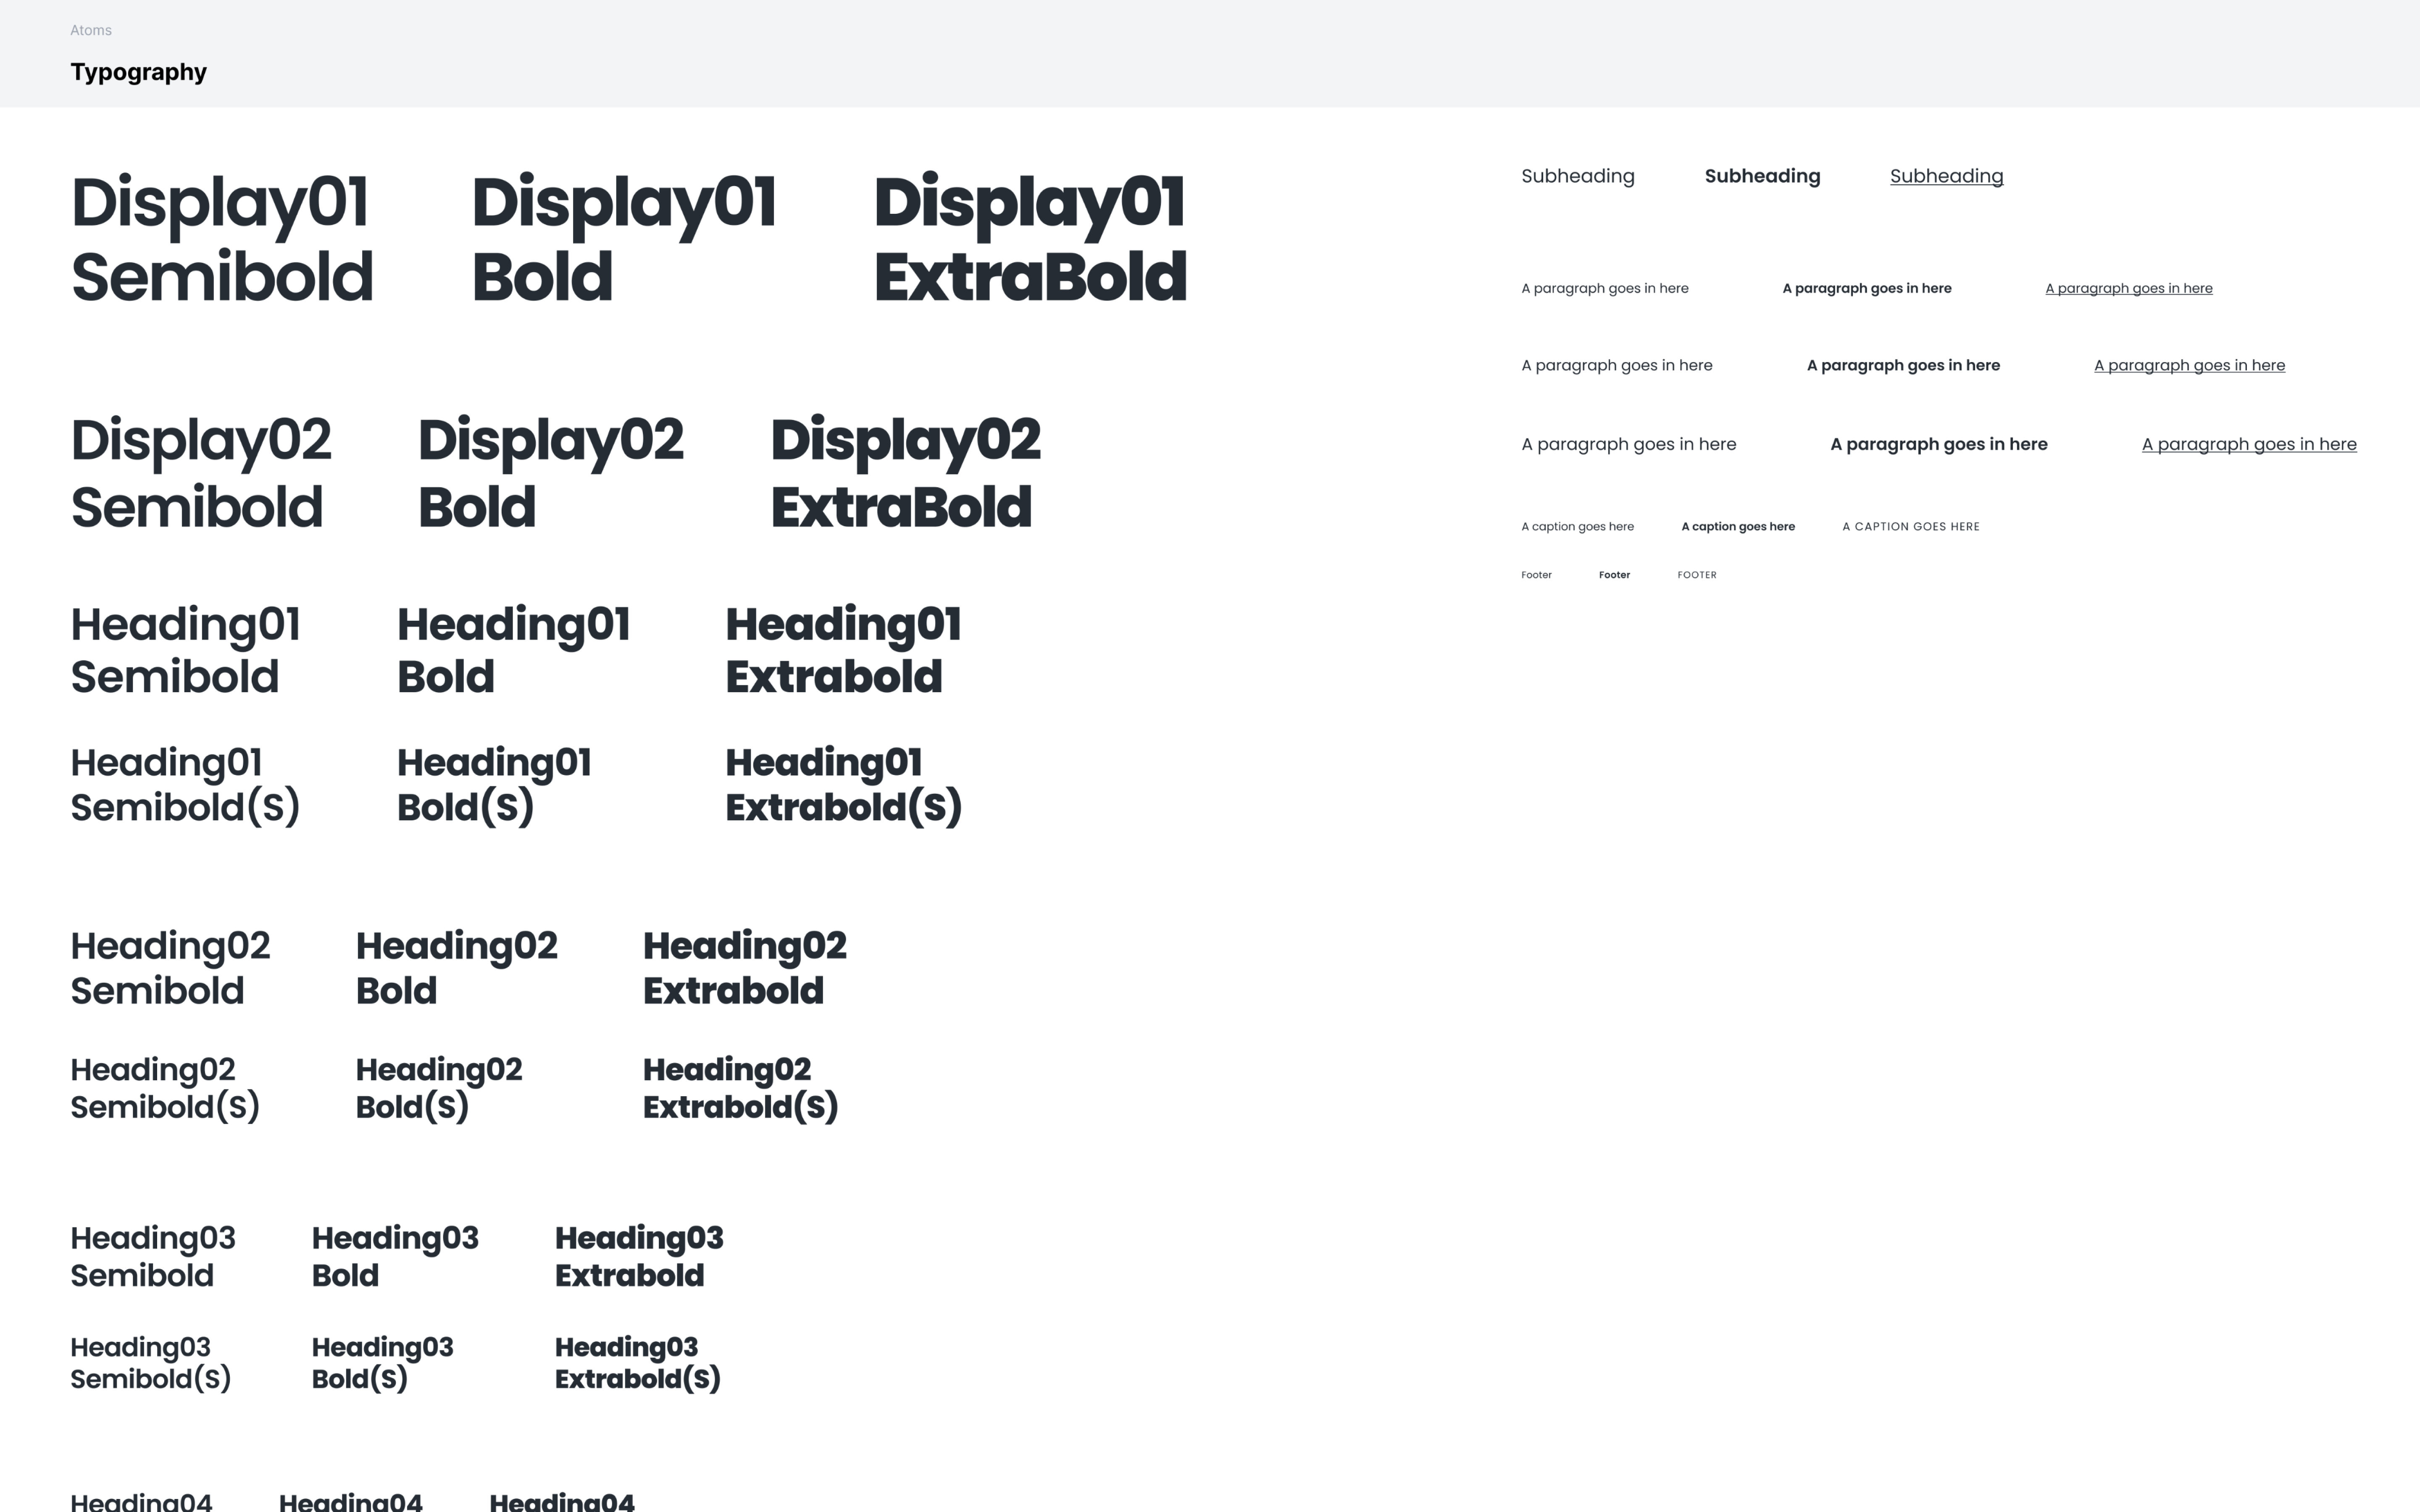 Atoms
Typography
Display01 Display01 Display01
Semibold Bold ExtraBold
Display02 Display02 Display02
Semibold Bold ExtraBold
Heading01 Heading01 Heading01
Semibold Bold Extrabold
Heading01 Heading01 Heading01
Semibold(S) Bold(S) Extrabold(S)
Heading02 Heading02 Heading02
Semibold Bold Extrabold
Heading02 Heading02 Heading02
Semibold(S) Bold(S) Extrabold(S)
Heading03 Heading03 Heading03
Semibold Bold Extrabold
Heading03 Heading03 Heading03
Semibold(S) Bold(S) Extrabold(S)
Heading04 Heading04 Heading04
Subheading Subheading Subheading
A paragraph goes in here A paragraph goes in here A paragraph goes in here
A paragraph goes in here A paragraph goes in here A paragraph goes in here
A paragraph goes in here A paragraph goes in here A paragraph goes in here
A caption goes here A caption goes here A CAPTION GOES HERE
Footer Footer FOOTER